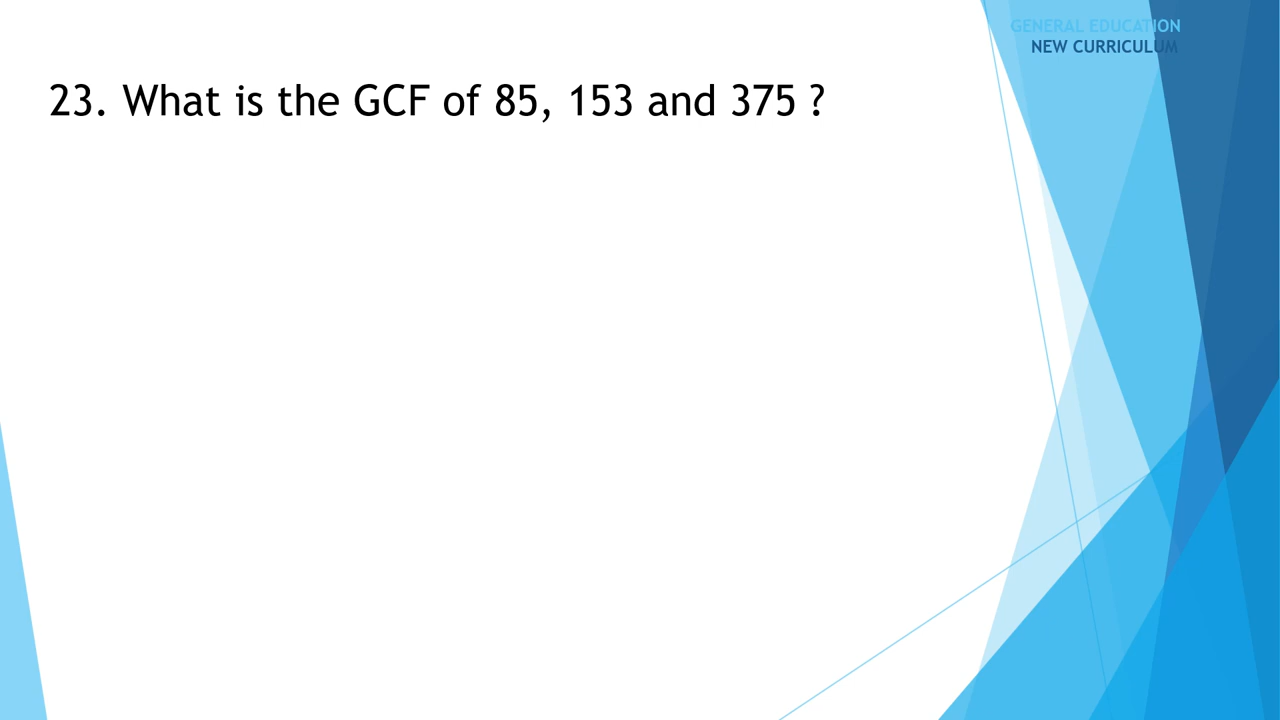 GENERAL EDUCATION
NEW CURRICULUM
23. What is the GCF of 85, 153 and 375 ?